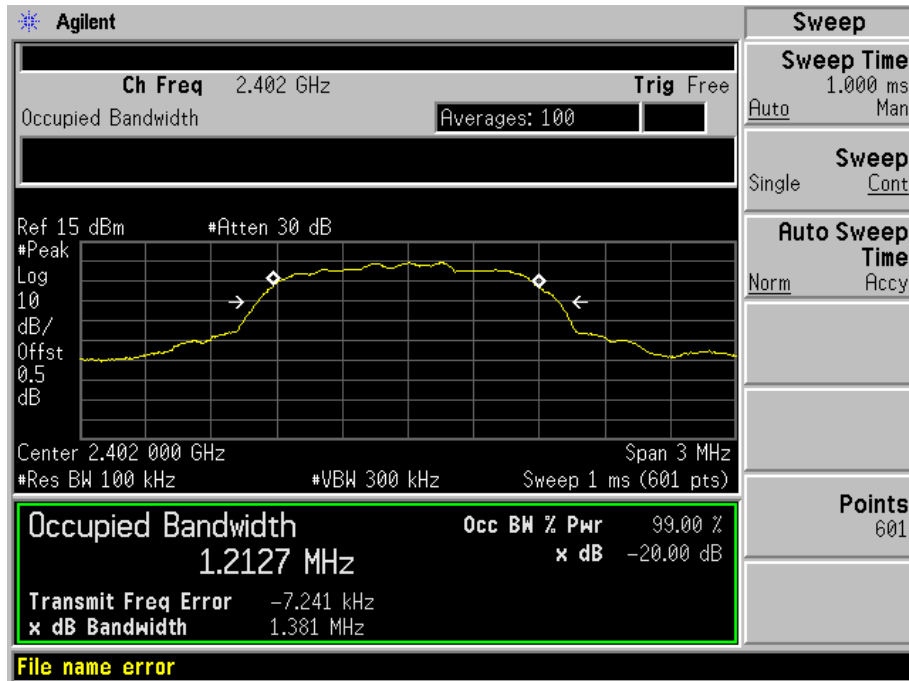 Agilent
Sweep
Ch Freq 2.402 GHz Trig Free
Occupied Bandwidth Averages: 100
Ref 15 dBm #Atten 30 dB
#Peak
Log
10
dB/
Offst
0.5
dB
Center 2.402 000 GHz Span 3 MHz
#Res BW 100 kHz #VBW 300 kHz Sweep 1 ms (601 pts)
Occupied Bandwidth Occ BW % Pwr 99.00 %
1.2127 MHz x dB -20.00 dB
Transmit Freq Error -7.241 kHz
x dB Bandwidth 1.381 MHz
File name error
Sweep Time
1.000 ms
Auto Man
Sweep
Single Cont
Auto Sweep
Time
Norm Accy
Points
601